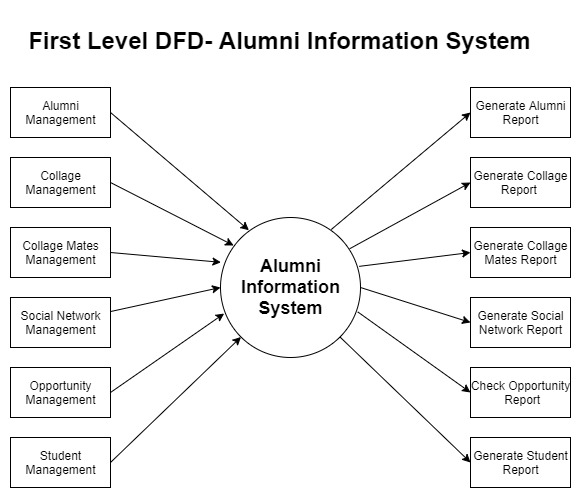 First Level DFD- Alumni Information System
Alumni
Management
Collage
Management
Collage Mates
Management
Social Network
Management
Opportunity
Management
Student
Management
Alumni
Information
System
Generate Alumni
Report
Generate Collage
Report
Generate Collage
Mates Report
Generate Social
Network Report
Check Opportunity
Report
Generate Student
Report